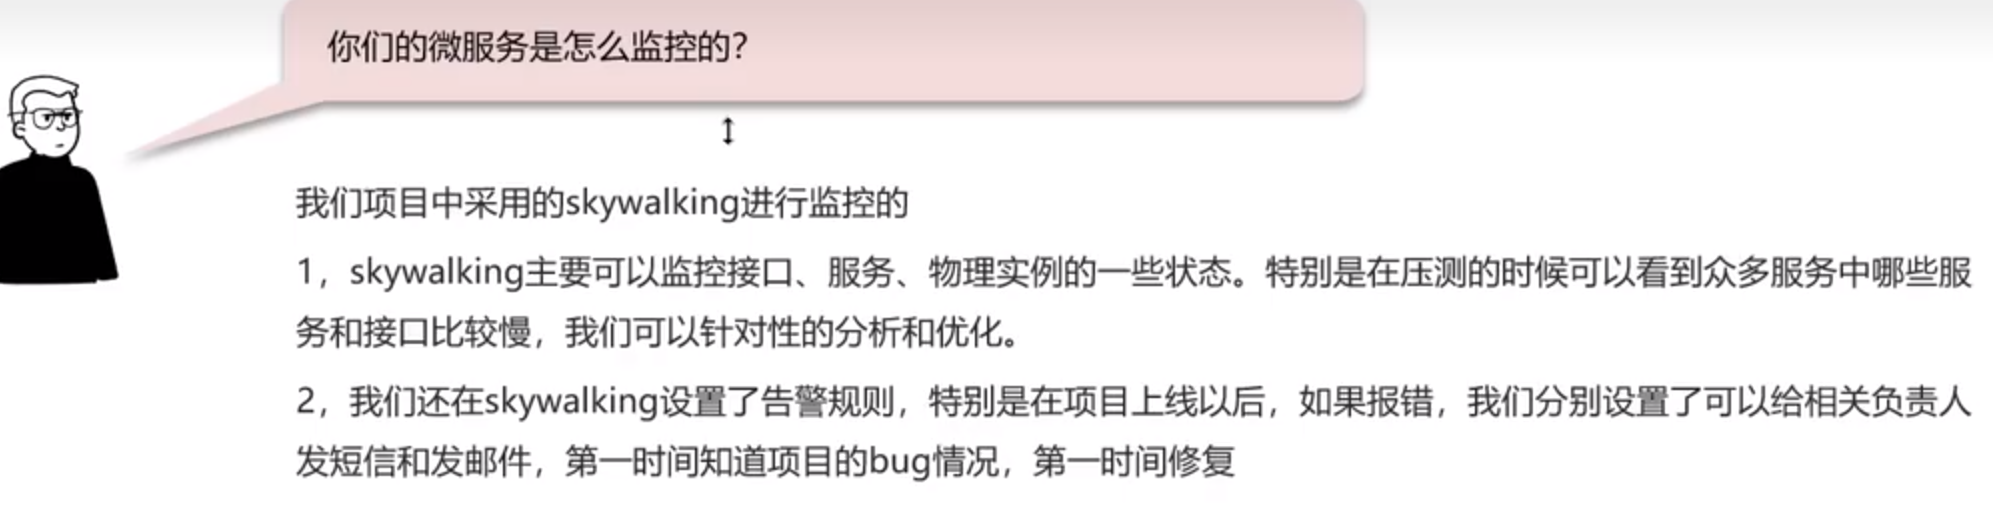 你们的微服务是怎么监控的?
我们项目中采用的skywalking进行监控的
1，skywalking主要可以监控接口、服务、物理实例的一些状态。特别是在压测的时候可以看到众多服务中哪些服
务和接口比较慢，我们可以针对性的分析和优化。
2，我们还在skywalking设置了告警规则，特别是在项目上线以后，如果报错，我们分别设置了可以给相关负责人
发短信和发邮件，第一时间知道项目的bug情况，第一时间修复